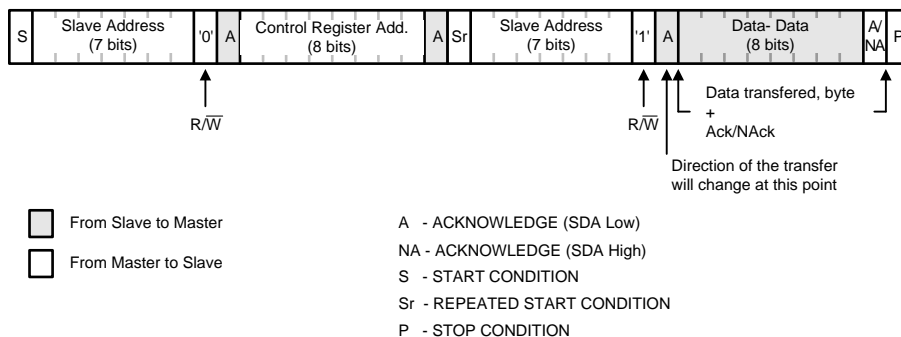 S Slave Address (7 bits) '0' A Control Register Add. (8 bits) A Sr Slave Address (7 bits) '1' A Data- Data (8 bits) A/NA P
R/W̅ R/W̅ Data transfered, byte
+
Ack/NAck
Direction of the transfer
will change at this point
From Slave to Master
From Master to Slave
A - ACKNOWLEDGE (SDA Low)
NA - ACKNOWLEDGE (SDA High)
S - START CONDITION
Sr - REPEATED START CONDITION
P - STOP CONDITION